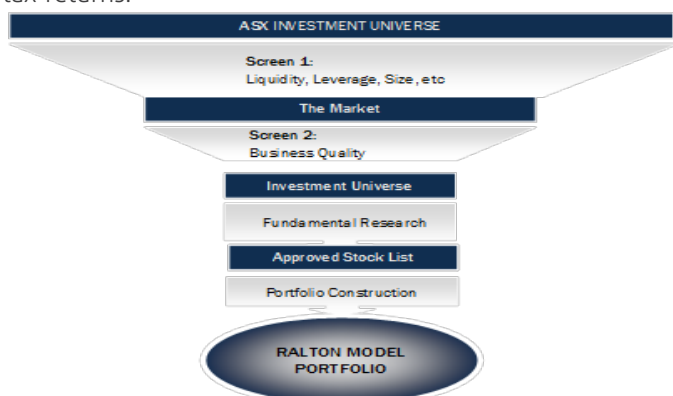 tax returns.
ASX INVESTMENT UNIVERSE
Screen 1:
Liquidity, Leverage, Size, etc
The Market
Screen 2:
Business Quality
Investment Universe
Fundamental Research
Approved Stock List
Portfolio Construction
RALTON MODEL
PORTFOLIO